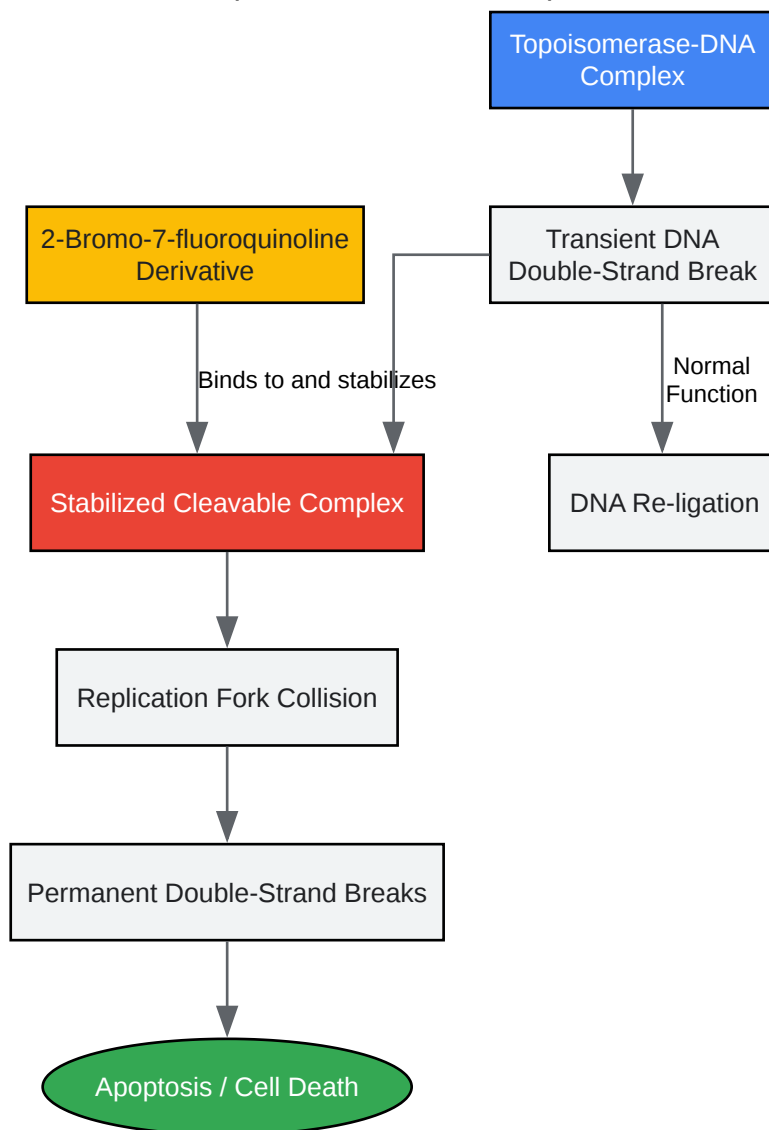 Topoisomerase-DNA
Complex
2-Bromo-7-fluoroquinoline
Derivative
Transient DNA
Double-Strand Break
Binds to and stabilizes
Normal
Function
Stabilized Cleavable Complex
DNA Re-ligation
Replication Fork Collision
Permanent Double-Strand Breaks
Apoptosis / Cell Death